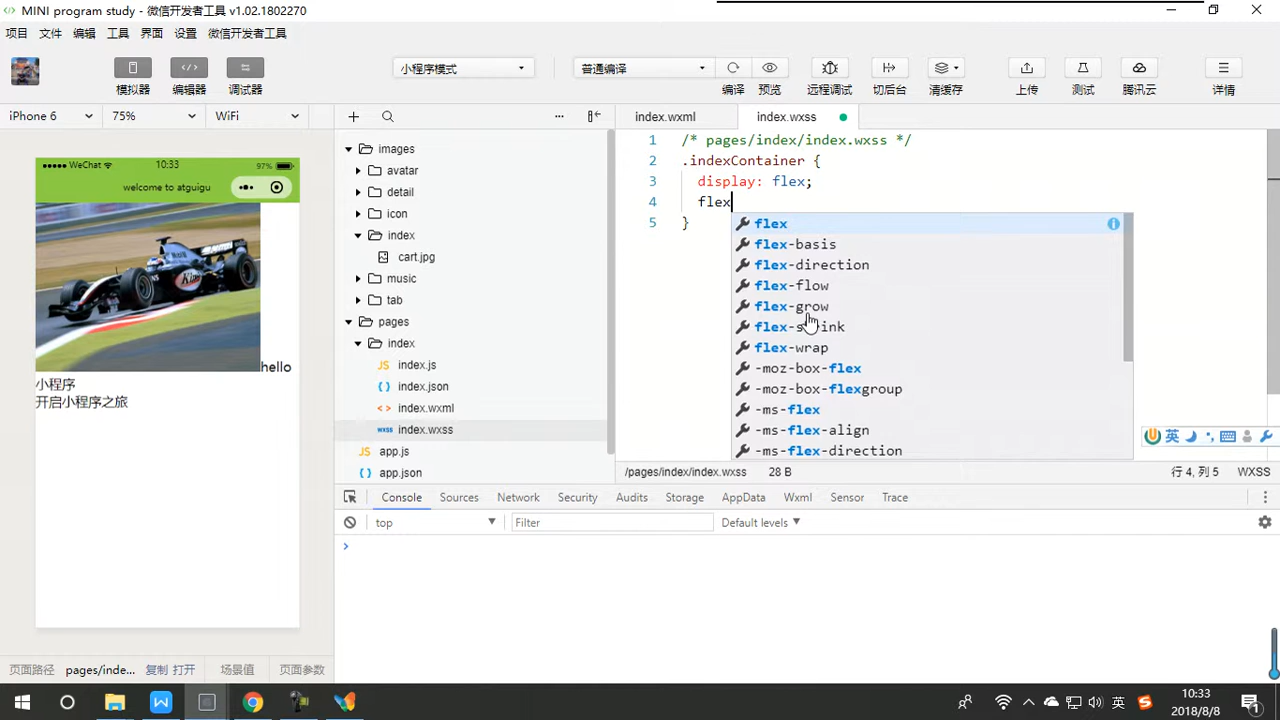 MINI program study - 微信开发者工具 v1.02.1802270
项目 文件 编辑 工具 界面 设置 微信开发者工具
小程序模式 普通编译
模拟器 编辑器 调试器 编译 预览 远程调试 切后台 清缓存 上传 测试 腾讯云 详情
iPhone 6 75% WiFi
index.wxml index.wxss
WeChat 10:33 97%
welcome to atguigu
hello
小程序
开启小程序之旅
images
avatar
detail
icon
index
cart.jpg
music
tab
pages
index
index.js
index.json
index.wxml
index.wxss
app.js
app.json
1 /* pages/index/index.wxss */
2 .indexContainer {
3 display: flex;
4 flex
5 }
flex
flex-basis
flex-direction
flex-flow
flex-grow
flex-wrap
-moz-box-flex
-moz-box-flexgroup
-ms-flex
-ms-flex-align
-ms-flex-direction
英
/pages/index/index.wxss 28 B 行 4, 列 5 WXSS
Console Sources Network Security Audits Storage AppData Wxml Sensor Trace
top Filter Default levels
页面路径 pages/inde... 复制 打开 场景值 页面参数
英 10:33
2018/8/8